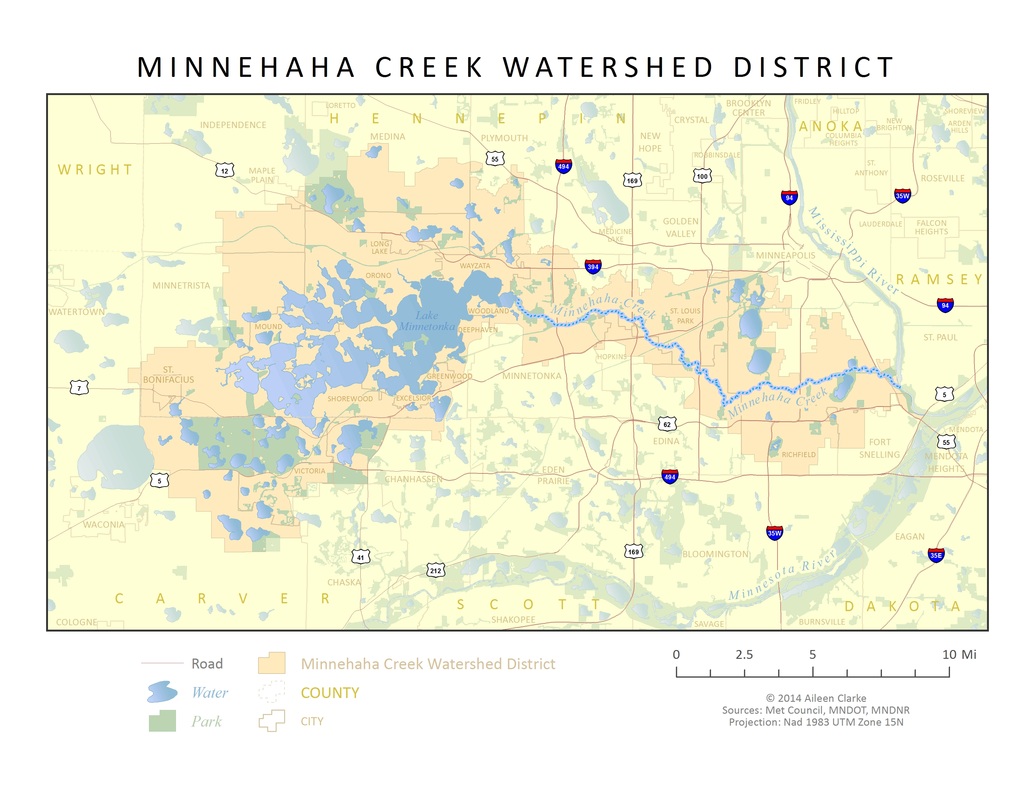 MINNEHAHA CREEK WATERSHED DISTRICT
LORETTO
BROOKLYN
CENTER
FRIDLEY
HILLTOP
SHOREVIEW
INDEPENDENCE
HENNEPIN
MEDINA
PLYMOUTH
CRYSTAL
ANOKA
COLUMBIA
HEIGHTS
NEW
BRIGHTON
ARDEN
HILLS
NEW
HOPE
55
494
ROBBINSDALE
WRIGHT
12
MAPLE
PLAIN
169
100
ST.
ANTHONY
ROSEVILLE
94
35W
MEDICINE
LAKE
GOLDEN
VALLEY
LAUDERDALE
FALCON
HEIGHTS
Mississippi River
LONG
LAKE
MINNEAPOLIS
ORONO
WAYZATA
394
RAMSEY
MINNETRISTA
94
WATERTOWN
Lake
Minnetonka
WOODLAND
Minnehaha Creek
ST. LOUIS
PARK
MOUND
DEEPHAVEN
ST. PAUL
HOPKINS
ST.
BONIFACIUS
GREENWOOD
MINNETONKA
7
SHOREWOOD
EXCELSIOR
Minnehaha Creek
5
62
EDINA
MENDOTA
FORT
SNELLING
55
MENDOTA
HEIGHTS
RICHFIELD
VICTORIA
5
CHANHASSEN
EDEN
PRAIRIE
494
WACONIA
35W
EAGAN
41
169
BLOOMINGTON
35E
212
CHASKA
Minnesota River
CARVER
SCOTT
DAKOTA
COLOGNE
SHAKOPEE
SAVAGE
BURNSVILLE
Road
Minnehaha Creek Watershed District
Water
COUNTY
Park
CITY
0 2.5 5 10 Mi
© 2014 Aileen Clarke
Sources: Met Council, MNDOT, MNDNR
Projection: Nad 1983 UTM Zone 15N